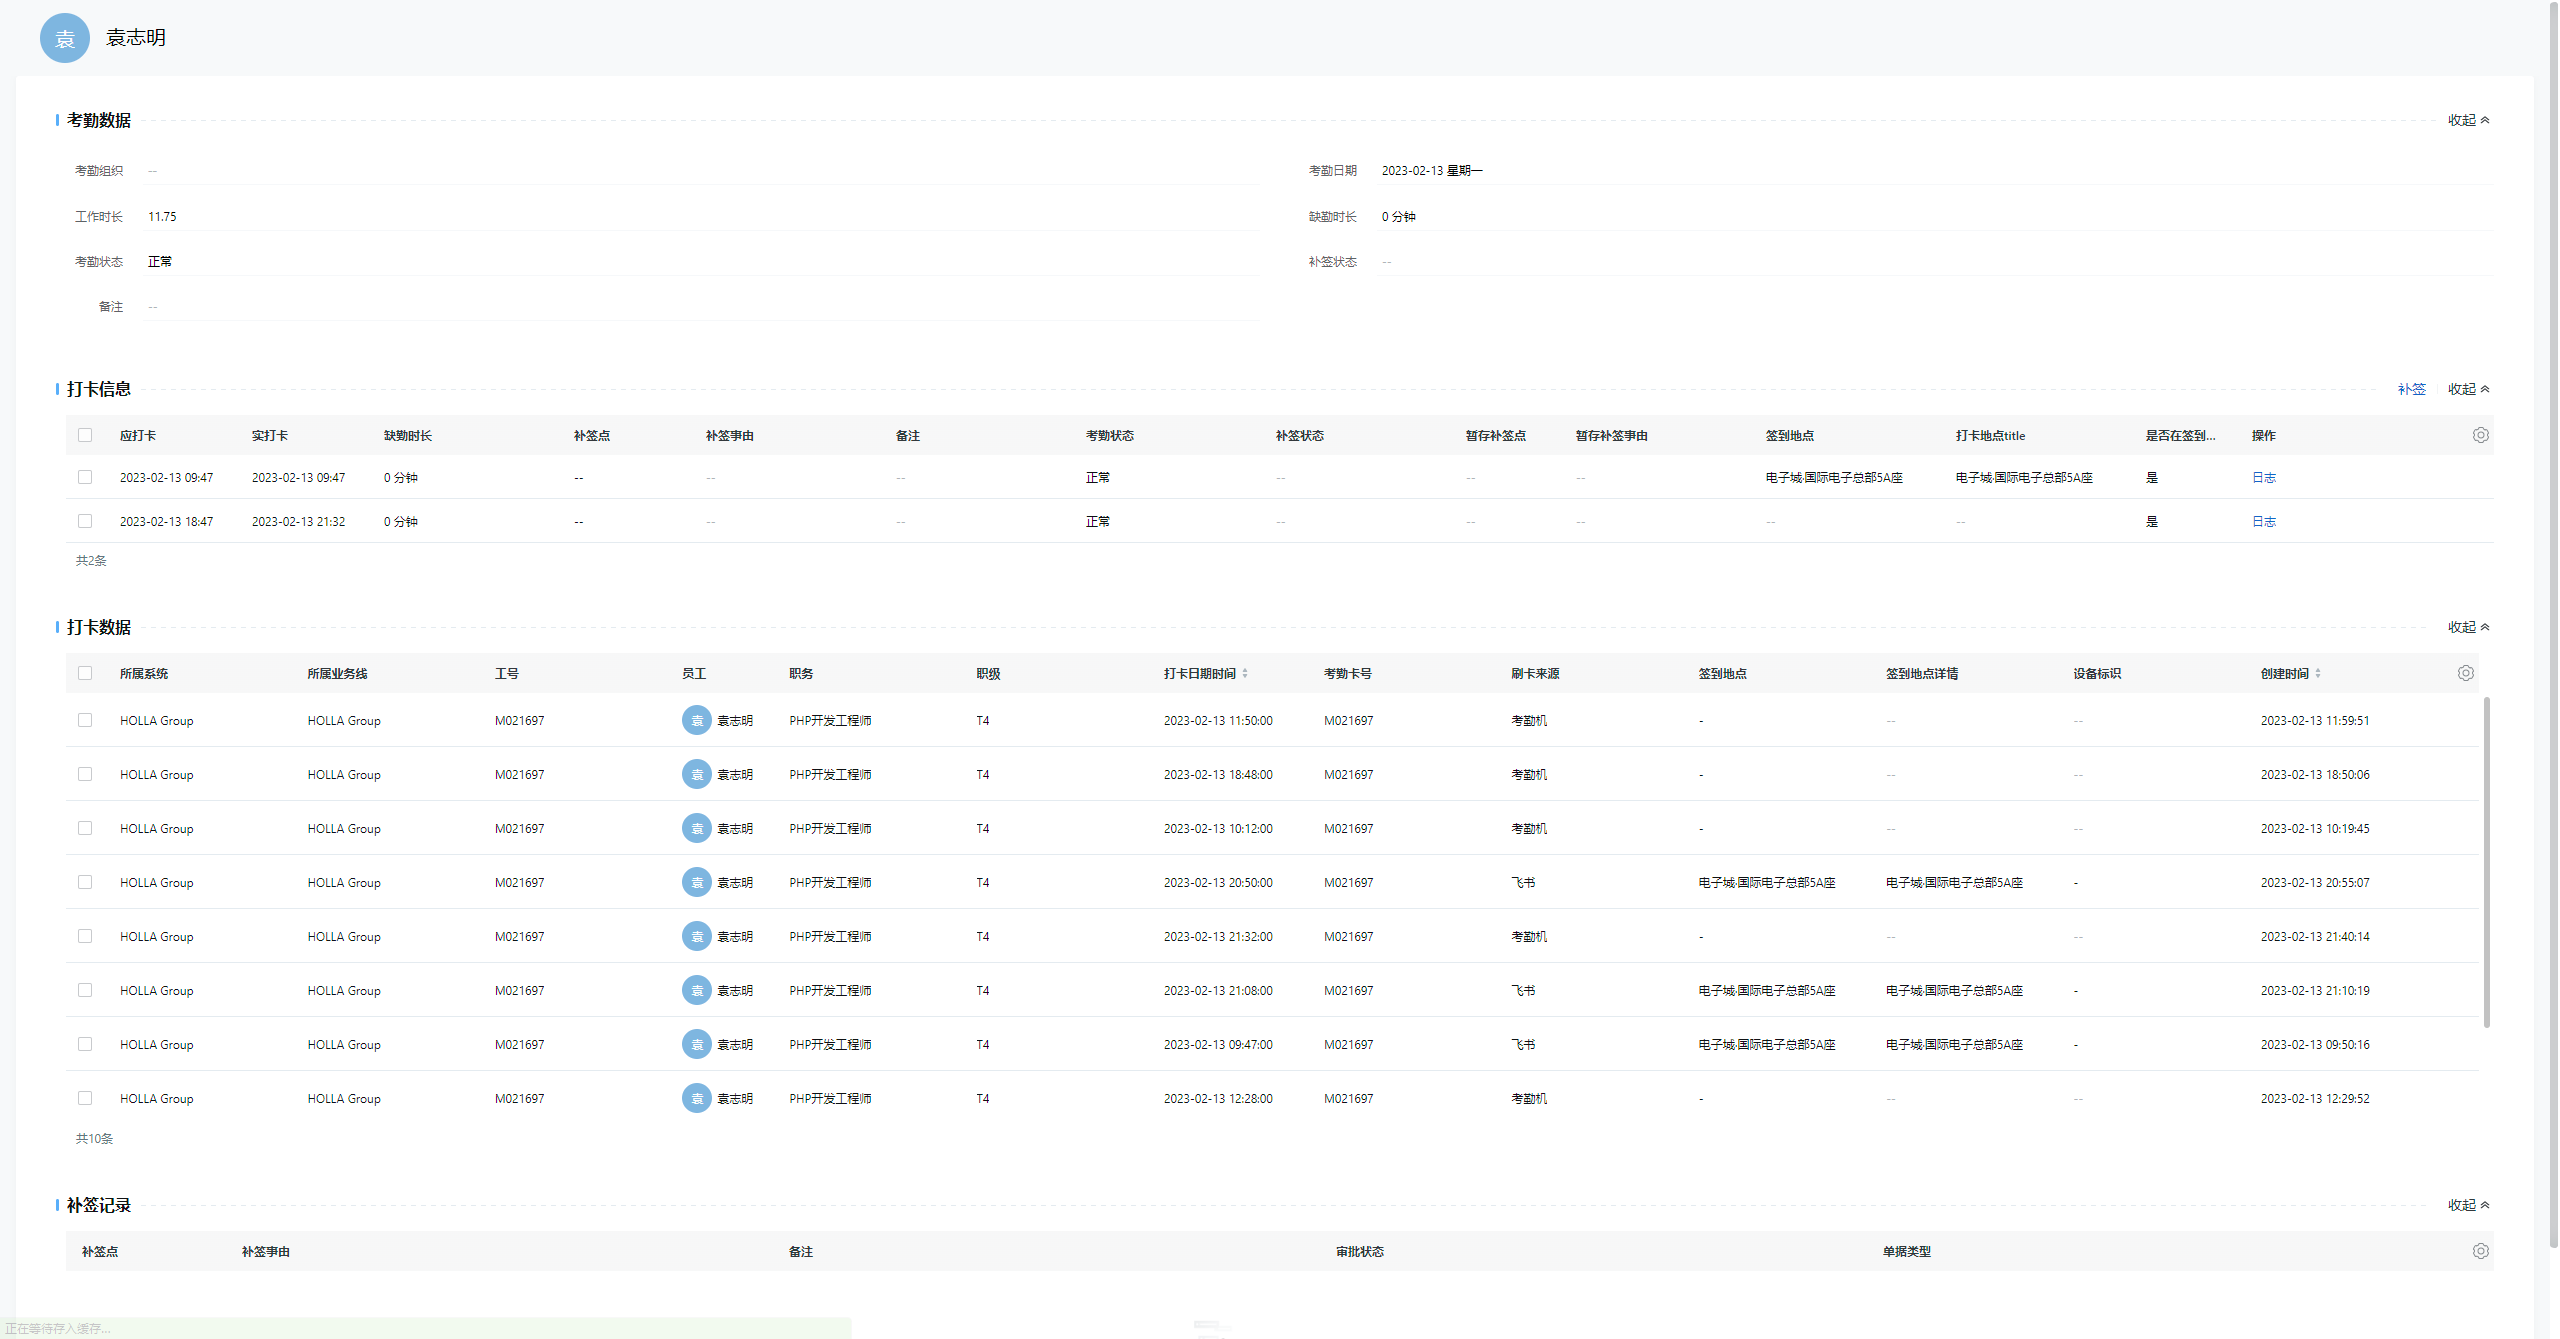 袁 袁志明
考勤数据 收起
考勤组织 -- 考勤日期 2023-02-13 星期一
工作时长 11.75 缺勤时长 0 分钟
考勤状态 正常 补签状态 --
备注 --
打卡信息 补签 收起
应打卡 实打卡 缺勤时长 补签点 补签事由 备注 考勤状态 补签状态 暂存补签点 暂存补签事由 签到地点 打卡地点title 是否在签到... 操作
2023-02-13 09:47 2023-02-13 09:47 0 分钟 -- -- -- 正常 -- -- -- 电子城·国际电子总部5A座 电子城·国际电子总部5A座 是 日志
2023-02-13 18:47 2023-02-13 21:32 0 分钟 -- -- -- 正常 -- -- -- -- -- 是 日志
共2条
打卡数据 收起
所属系统 所属业务线 工号 员工 职务 职级 打卡日期时间 考勤卡号 刷卡来源 签到地点 签到地点详情 设备标识 创建时间
HOLLA Group HOLLA Group M021697 袁 袁志明 PHP开发工程师 T4 2023-02-13 11:50:00 M021697 考勤机 - -- -- 2023-02-13 11:59:51
HOLLA Group HOLLA Group M021697 袁 袁志明 PHP开发工程师 T4 2023-02-13 18:48:00 M021697 考勤机 - -- -- 2023-02-13 18:50:06
HOLLA Group HOLLA Group M021697 袁 袁志明 PHP开发工程师 T4 2023-02-13 10:12:00 M021697 考勤机 - -- -- 2023-02-13 10:19:45
HOLLA Group HOLLA Group M021697 袁 袁志明 PHP开发工程师 T4 2023-02-13 20:50:00 M021697 飞书 电子城·国际电子总部5A座 电子城·国际电子总部5A座 - 2023-02-13 20:55:07
HOLLA Group HOLLA Group M021697 袁 袁志明 PHP开发工程师 T4 2023-02-13 21:32:00 M021697 考勤机 - -- -- 2023-02-13 21:40:14
HOLLA Group HOLLA Group M021697 袁 袁志明 PHP开发工程师 T4 2023-02-13 21:08:00 M021697 飞书 电子城·国际电子总部5A座 电子城·国际电子总部5A座 - 2023-02-13 21:10:19
HOLLA Group HOLLA Group M021697 袁 袁志明 PHP开发工程师 T4 2023-02-13 09:47:00 M021697 飞书 电子城·国际电子总部5A座 电子城·国际电子总部5A座 - 2023-02-13 09:50:16
HOLLA Group HOLLA Group M021697 袁 袁志明 PHP开发工程师 T4 2023-02-13 12:28:00 M021697 考勤机 - -- -- 2023-02-13 12:29:52
共10条
补签记录 收起
补签点 补签事由 备注 审批状态 单据类型
正在等待存入缓存...